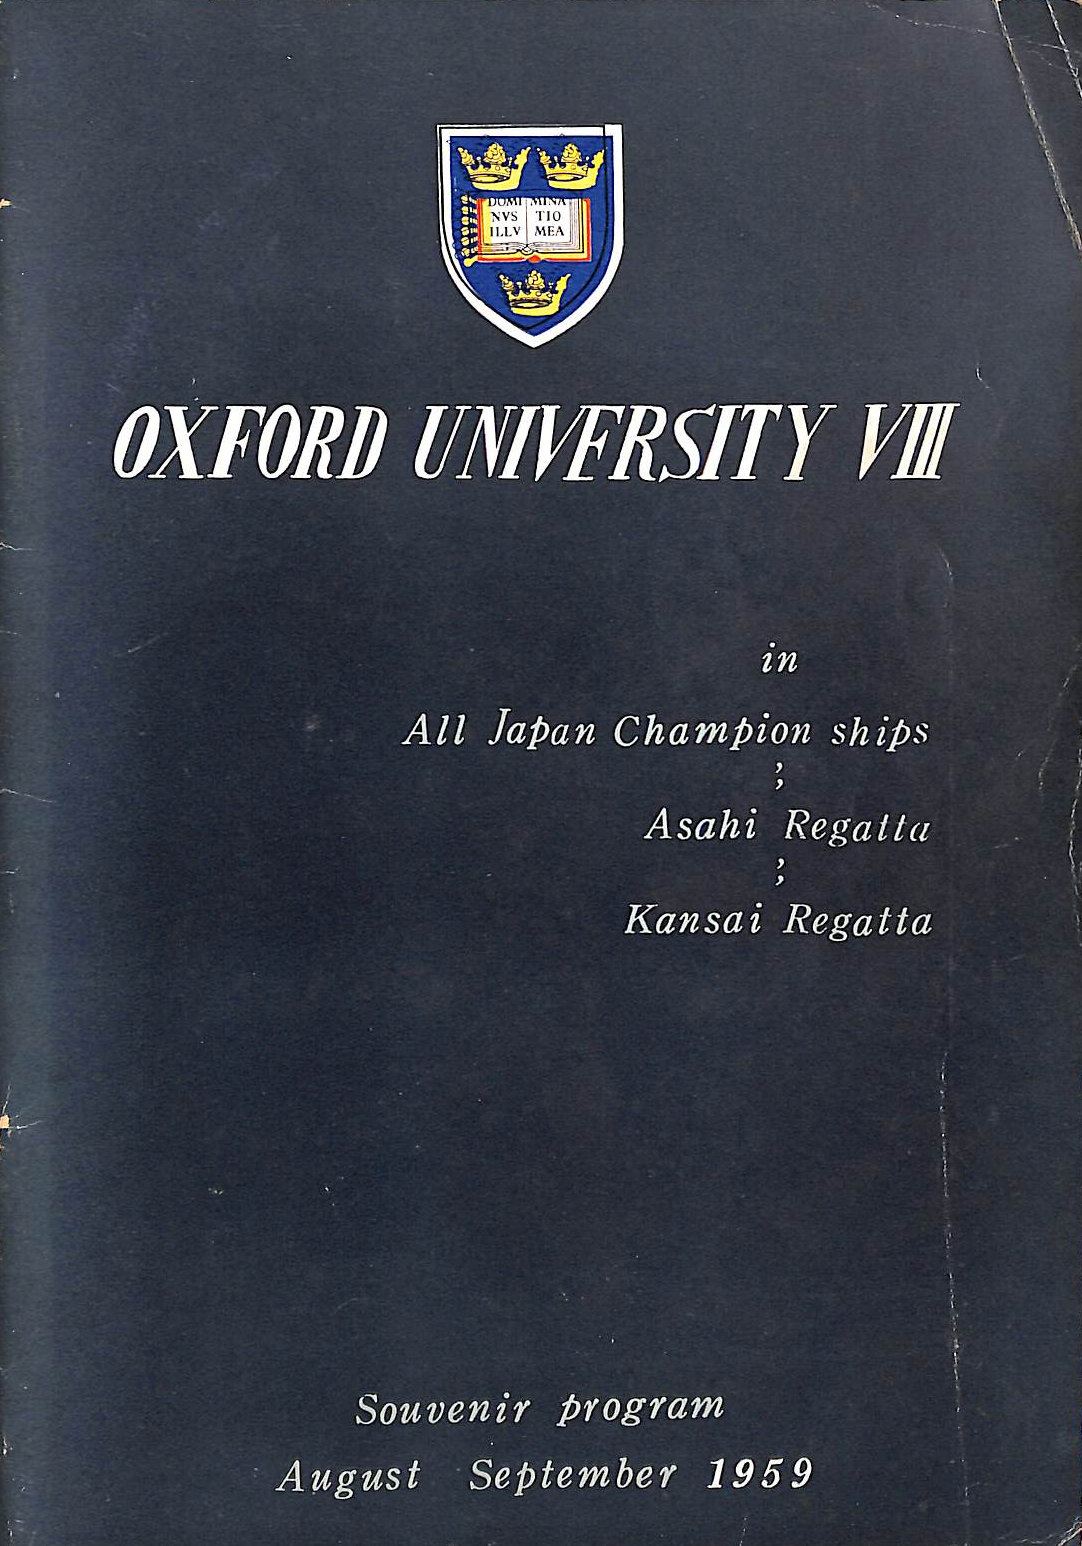 DOMI MINA
NVS TIO
ILLV MEA
OXFORD UNIVERSITY VIII
in
All Japan Champion ships
;
Asahi Regatta
;
Kansai Regatta
Souvenir program
August September 1959